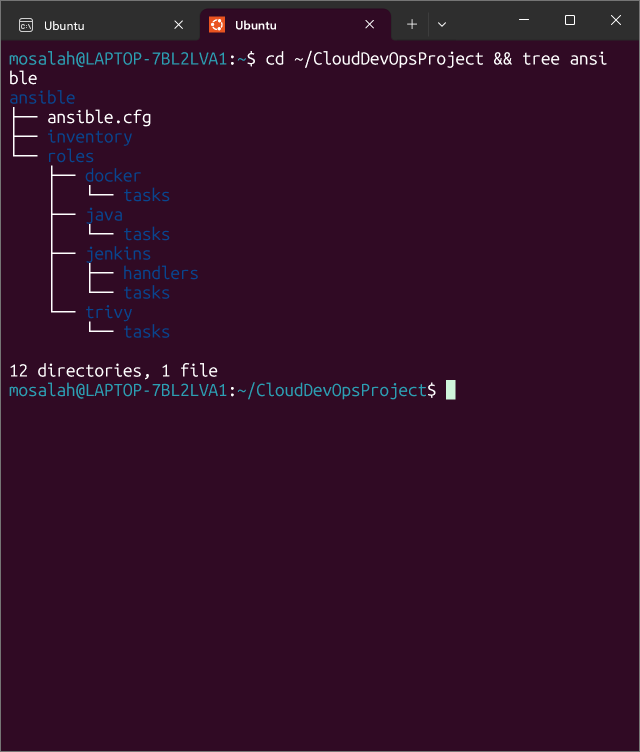 Ubuntu
Ubuntu
mosalah@LAPTOP-7BL2LVA1:~$ cd ~/CloudDevOpsProject && tree ansi
ble
ansible
├── ansible.cfg
├── inventory
└── roles
    ├── docker
    │   └── tasks
    ├── java
    │   └── tasks
    ├── jenkins
    │   ├── handlers
    │   └── tasks
    └── trivy
        └── tasks
12 directories, 1 file
mosalah@LAPTOP-7BL2LVA1:~/CloudDevOpsProject$